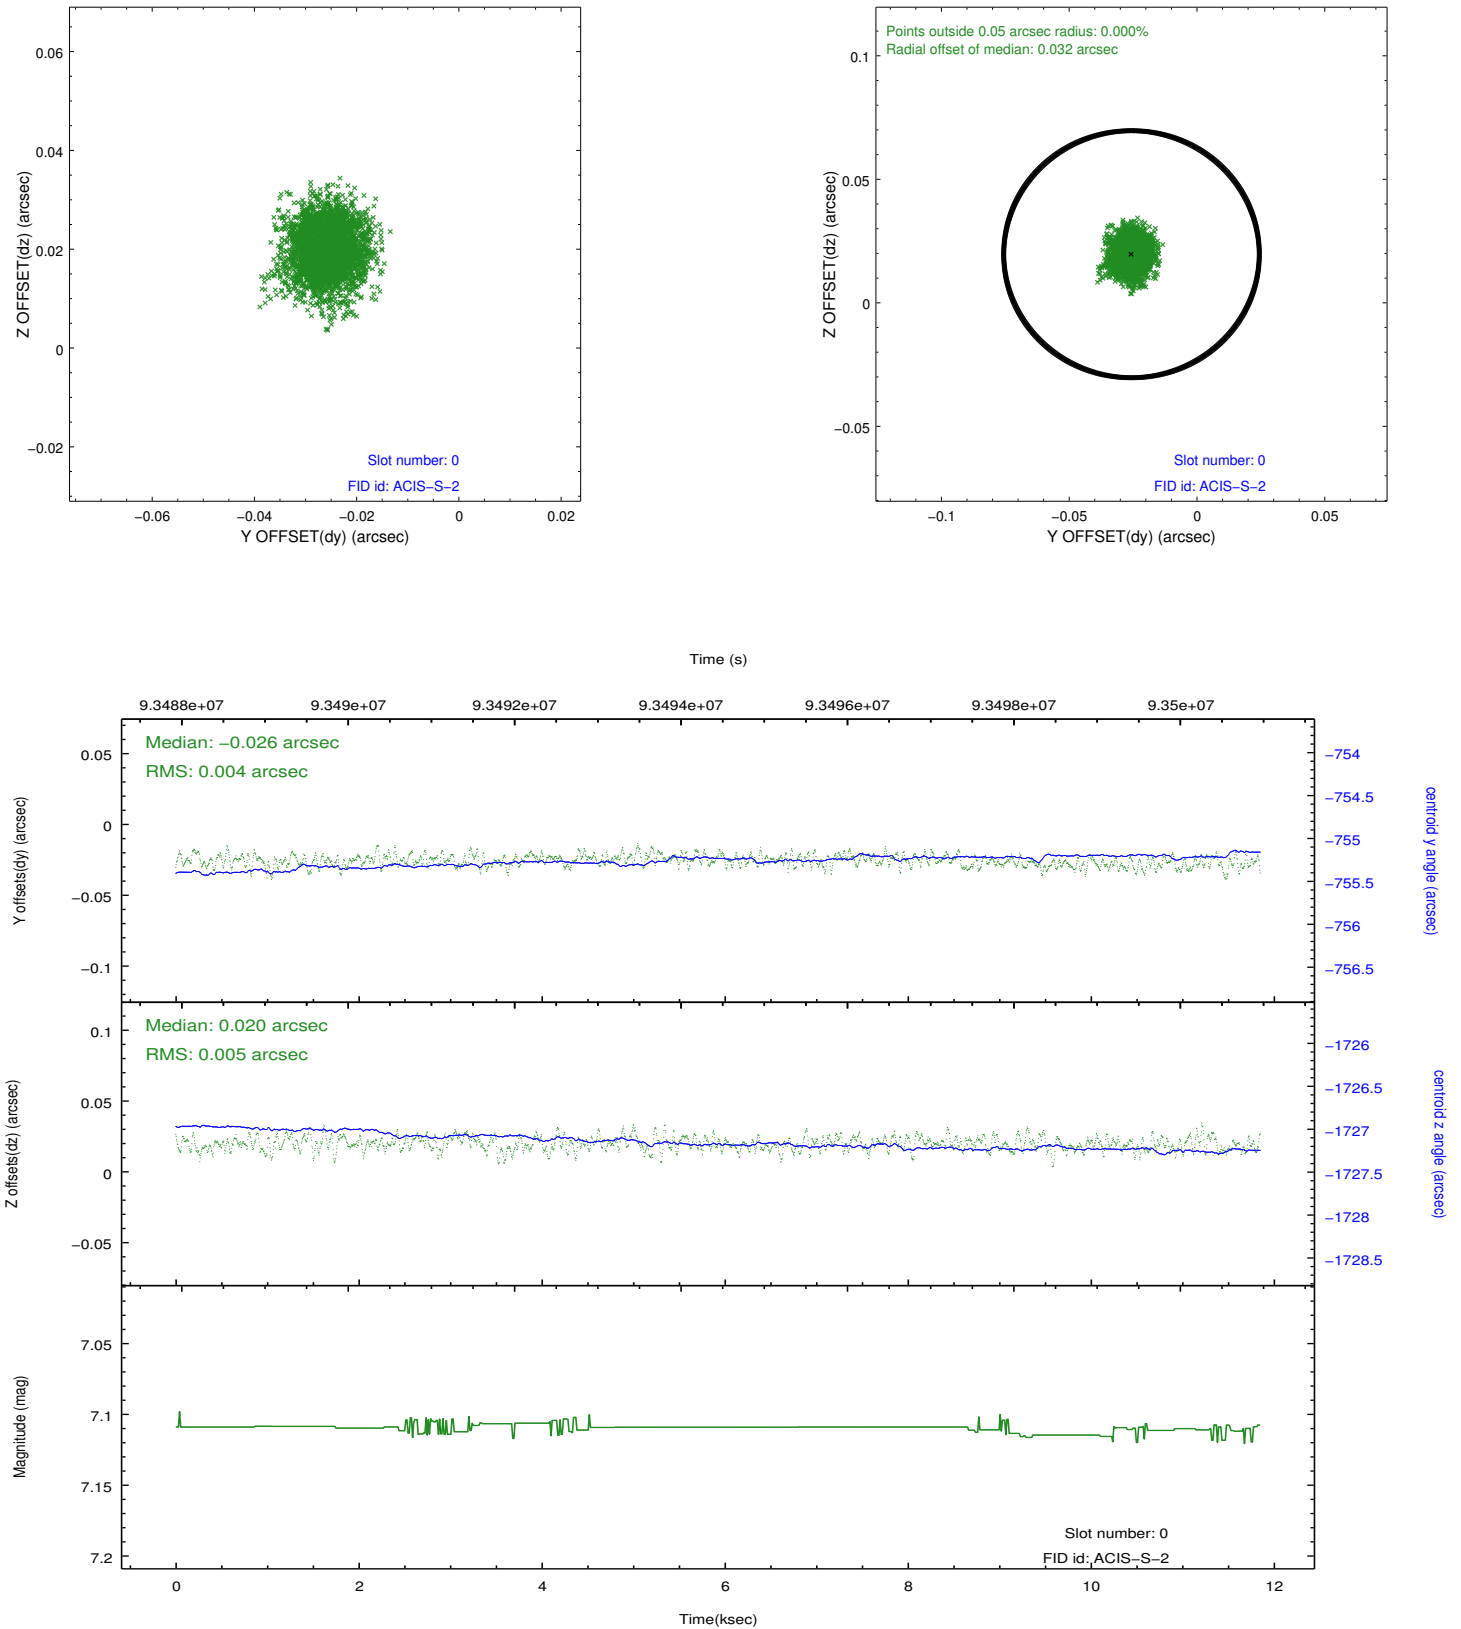 0.06
0.04
0.02
0
−0.02
Z OFFSET(dz) (arcsec)
Slot number: 0
FID id: ACIS−S−2
−0.06
−0.04
−0.02
0
0.02
Y OFFSET(dy) (arcsec)
Points outside 0.05 arcsec radius: 0.000%
Radial offset of median: 0.032 arcsec
0.1
0.05
0
−0.05
Z OFFSET(dz) (arcsec)
Slot number: 0
FID id: ACIS−S−2
−0.1
−0.05
0
0.05
Y OFFSET(dy) (arcsec)
Time (s)
9.3488e+07
9.349e+07
9.3492e+07
9.3494e+07
9.3496e+07
9.3498e+07
9.35e+07
Median: −0.026 arcsec
RMS: 0.004 arcsec
0.05
0
−0.05
−0.1
Y offsets(dy) (arcsec)
−754
−754.5
−755
−755.5
−756
−756.5
centroid y angle (arcsec)
Median: 0.020 arcsec
RMS: 0.005 arcsec
0.1
0.05
0
−0.05
Z offsets(dz) (arcsec)
−1726
−1726.5
−1727
−1727.5
−1728
−1728.5
centroid z angle (arcsec)
7.05
7.1
7.15
7.2
Magnitude (mag)
Slot number: 0
FID id: ACIS−S−2
0
2
4
6
8
10
12
Time(ksec)